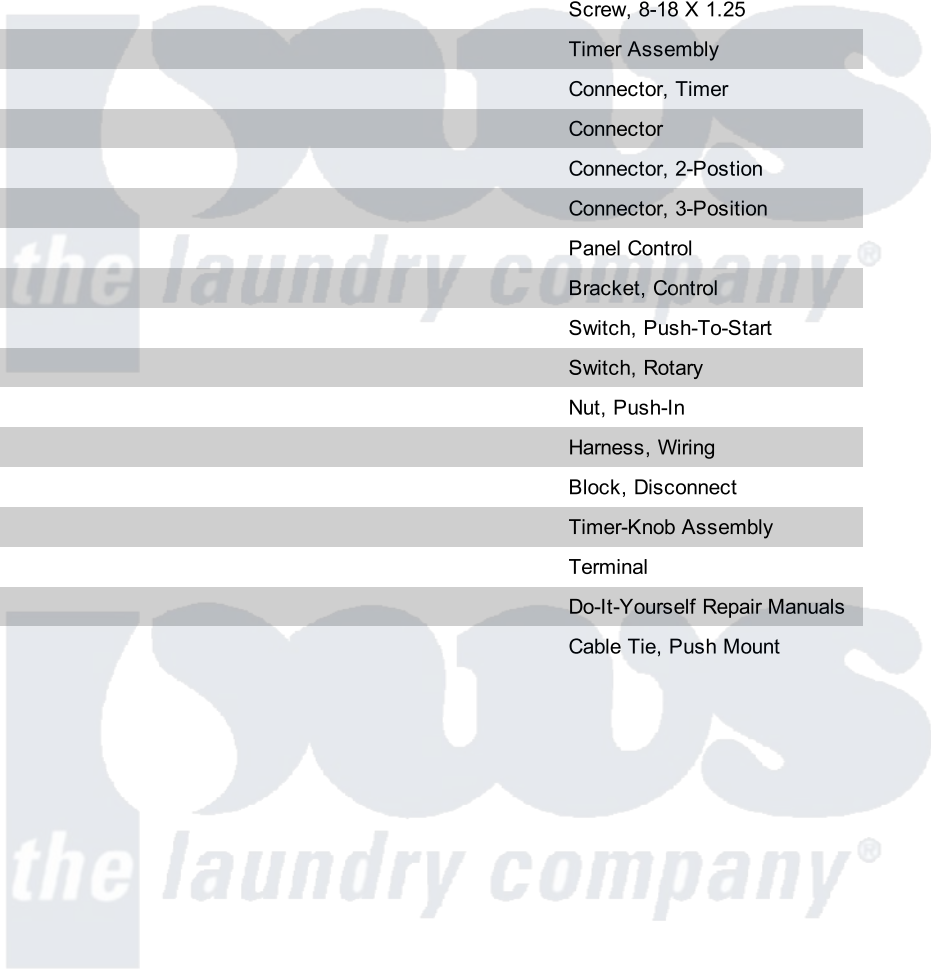 Screw, 8-18 X 1.25
Timer Assembly
Connector, Timer
Connector
Connector, 2-Postion
Connector, 3-Position
Panel Control
Bracket, Control
Switch, Push-To-Start
Switch, Rotary
Nut, Push-In
Harness, Wiring
Block, Disconnect
Timer-Knob Assembly
Terminal
Do-It-Yourself Repair Manuals
Cable Tie, Push Mount
pws
the laundry company®
pws
the laundry company®